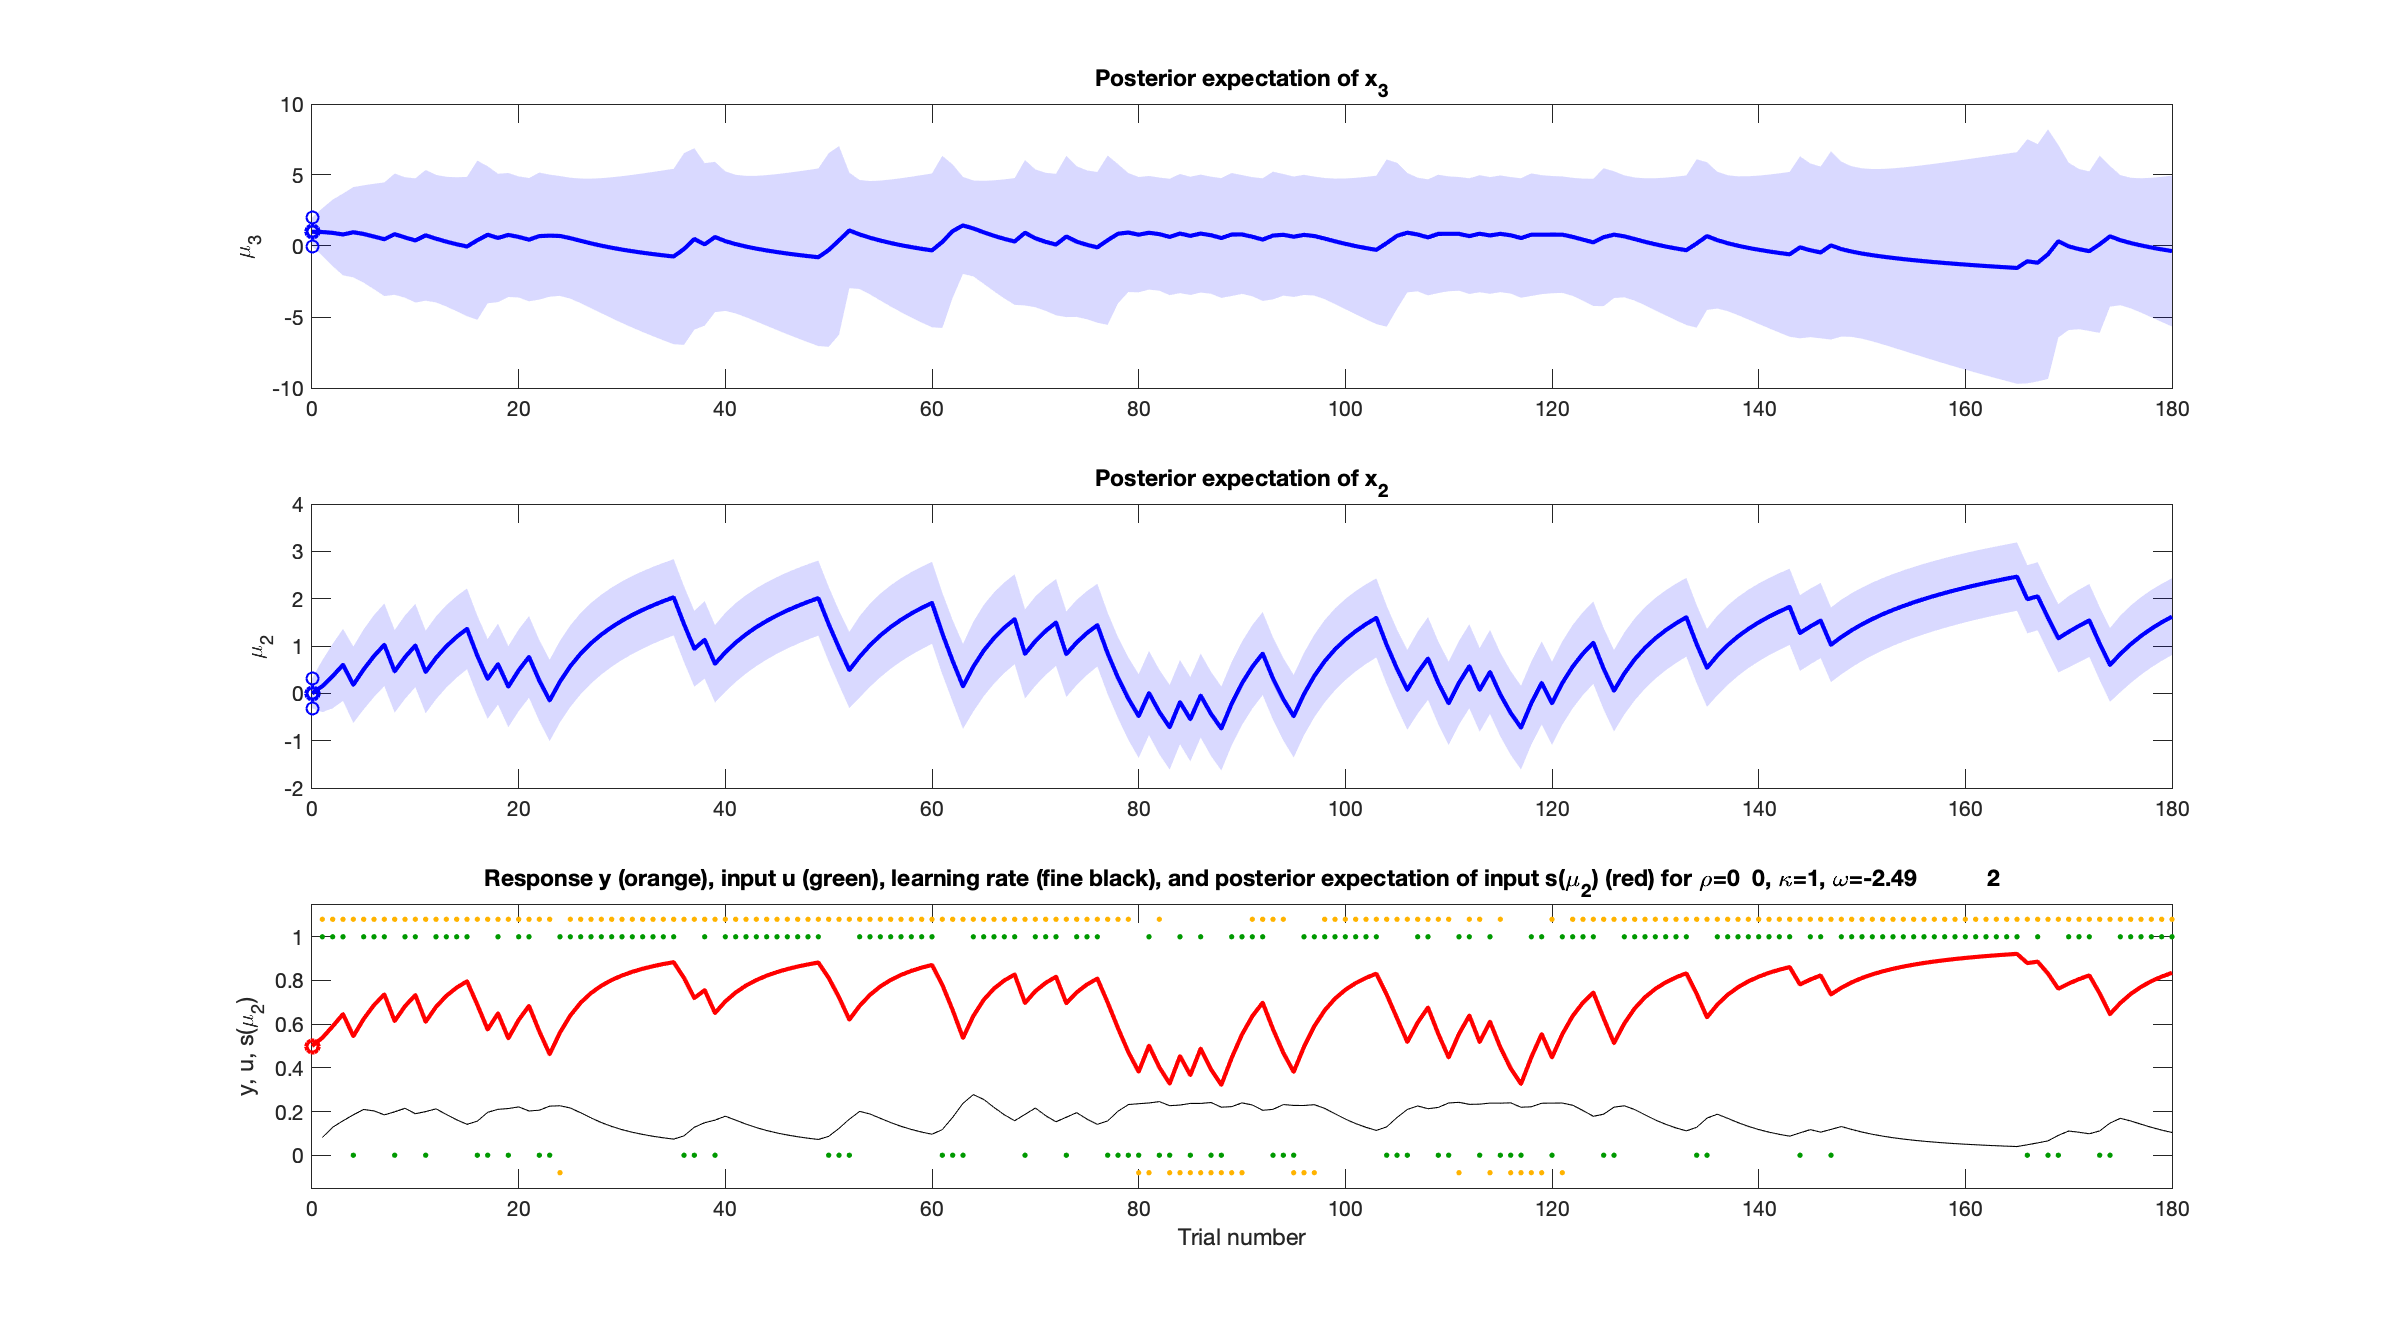 Posterior expectation of x3
10
5
0
-5
-10
μ3
0 20 40 60 80 100 120 140 160 180
Posterior expectation of x2
4
3
2
1
0
-1
-2
μ2
0 20 40 60 80 100 120 140 160 180
Response y (orange), input u (green), learning rate (fine black), and posterior expectation of input s(μ2) (red) for ρ=0 0, κ=1, ω=-2.49 2
1
0.8
0.6
0.4
0.2
0
y, u, s(μ2)
0 20 40 60 80 100 120 140 160 180
Trial number